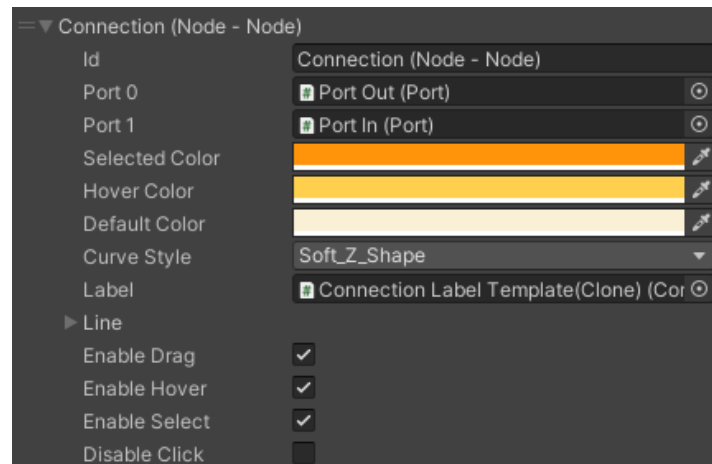 Connection (Node - Node)
Id Connection (Node - Node)
Port 0 Port Out (Port)
Port 1 Port In (Port)
Selected Color
Hover Color
Default Color
Curve Style Soft_Z_Shape
Label Connection Label Template(Clone) (Cor
Line
Enable Drag
Enable Hover
Enable Select
Disable Click